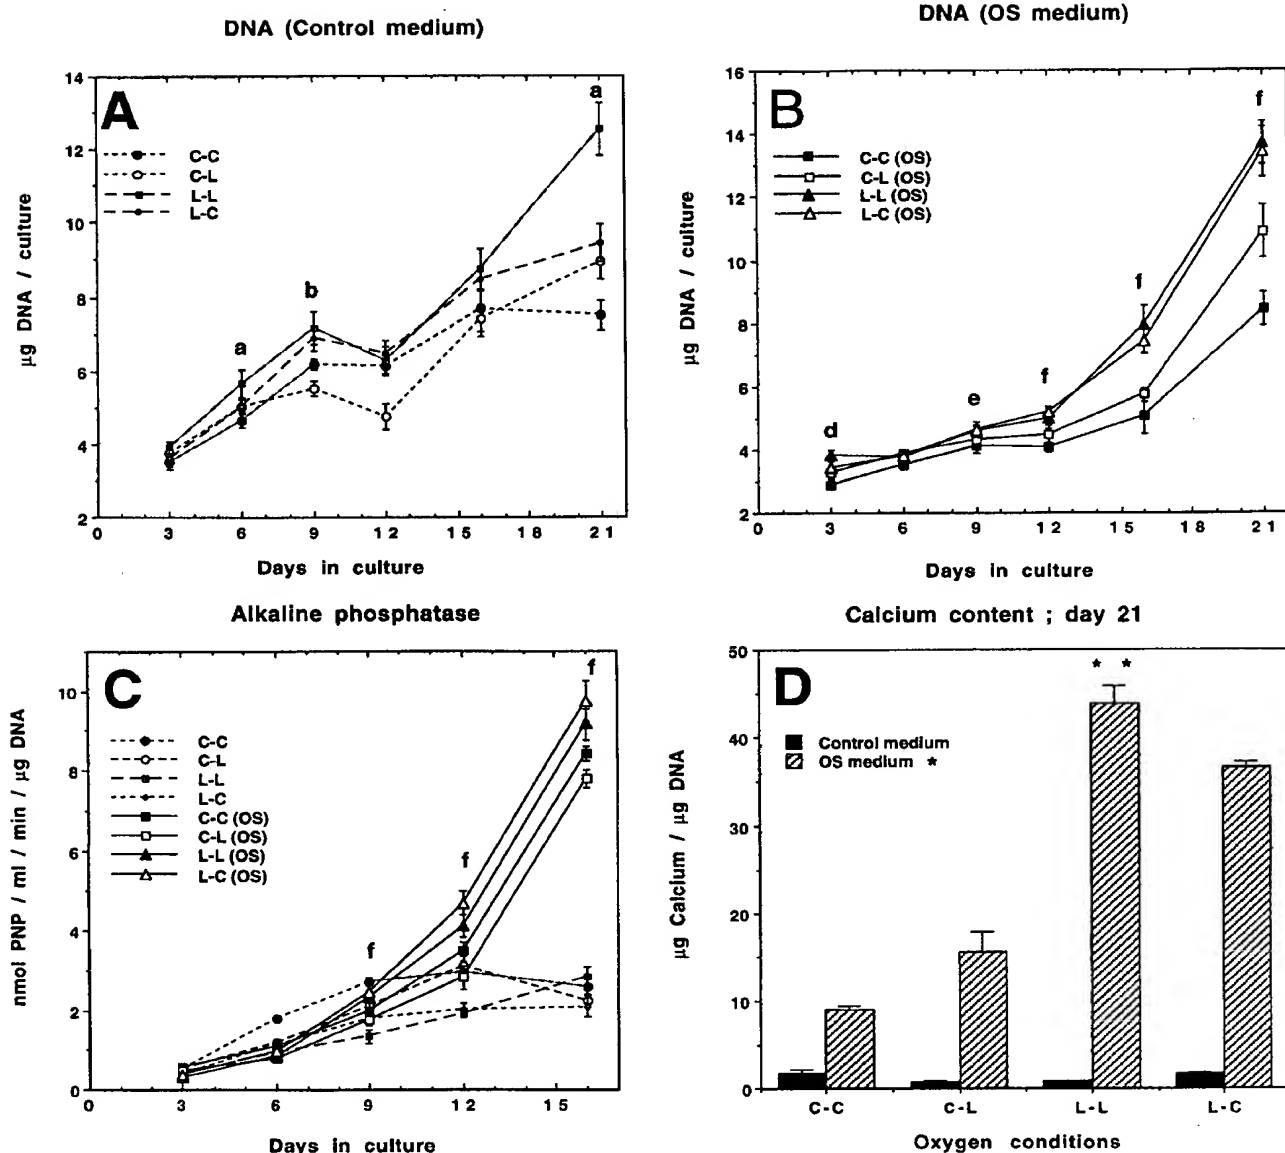 DNA (Control medium)
A
14
12
10
8
6
4
2
0 3 6 9 12 15 18 21
µg DNA / culture
Days in culture
C-C
C-L
L-L
L-C
a
b
a
DNA (OS medium)
B
16
14
12
10
8
6
4
2
0 3 6 9 12 15 18 21
µg DNA / culture
Days in culture
C-C (OS)
C-L (OS)
L-L (OS)
L-C (OS)
d
e
f
f
f
Alkaline phosphatase
C
10
8
6
4
2
0
0 3 6 9 12 15
nmol PNP / ml / min / µg DNA
Days in culture
C-C
C-L
L-L
L-C
C-C (OS)
C-L (OS)
L-L (OS)
L-C (OS)
f
f
f
Calcium content ; day 21
D
50
40
30
20
10
0
µg Calcium / µg DNA
Control medium
OS medium *
* *
C-C C-L L-L L-C
Oxygen conditions